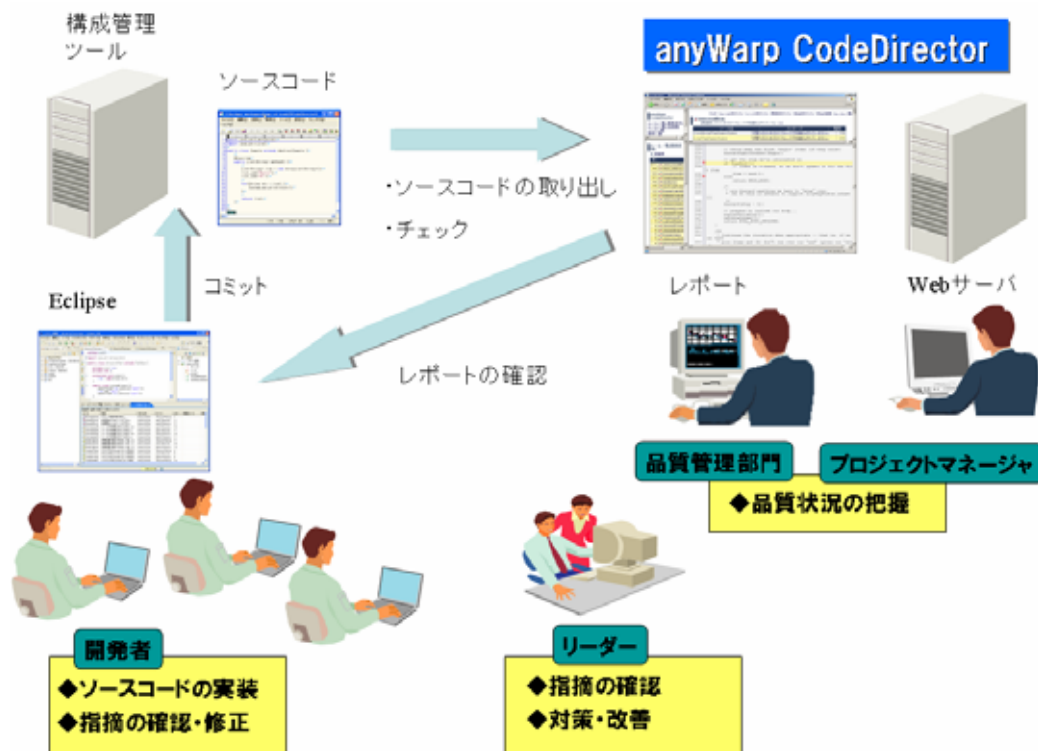 構成管理
ツール
anyWarp CodeDirector
ソースコード
・ソースコードの取り出し
・チェック
コミット
Eclipse
レポート
Webサーバ
レポートの確認
品質管理部門
プロジェクトマネージャ
◆品質状況の把握
開発者
◆ソースコードの実装
◆指摘の確認・修正
リーダー
◆指摘の確認
◆対策・改善